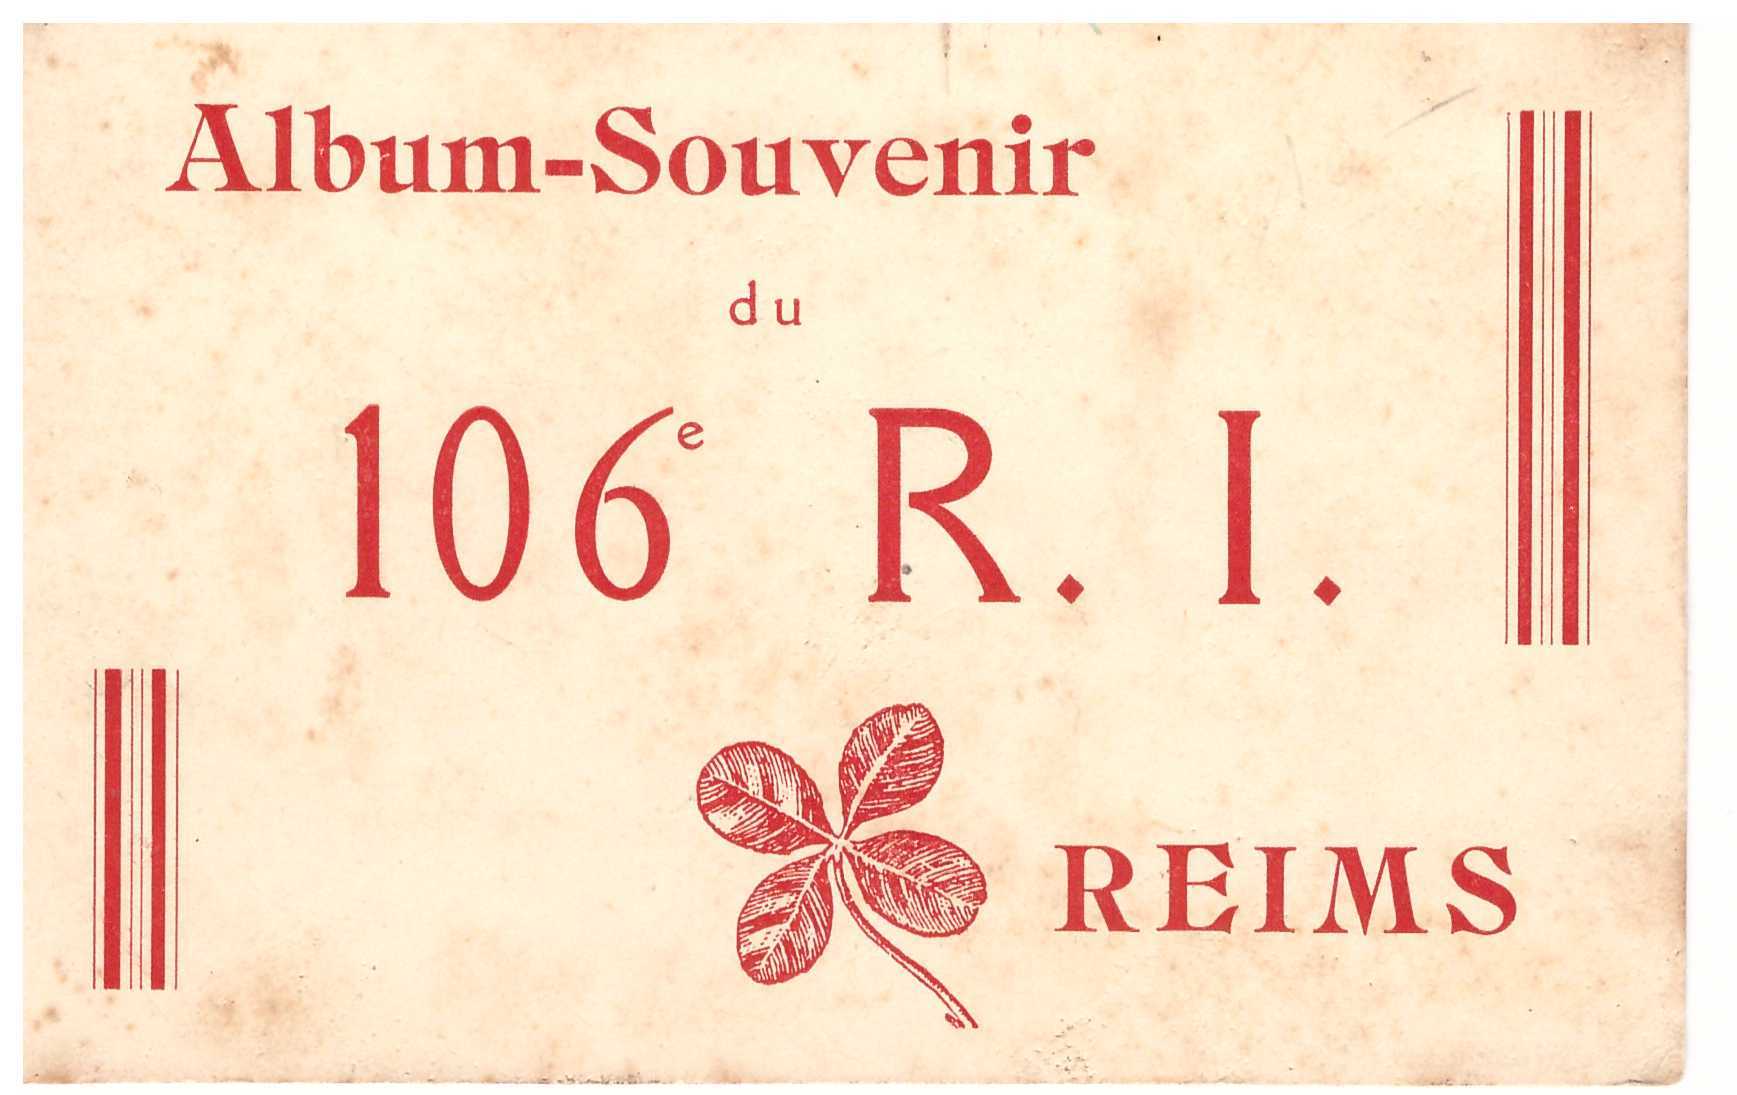 Album-Souvenir
du
106e R. I.
REIMS